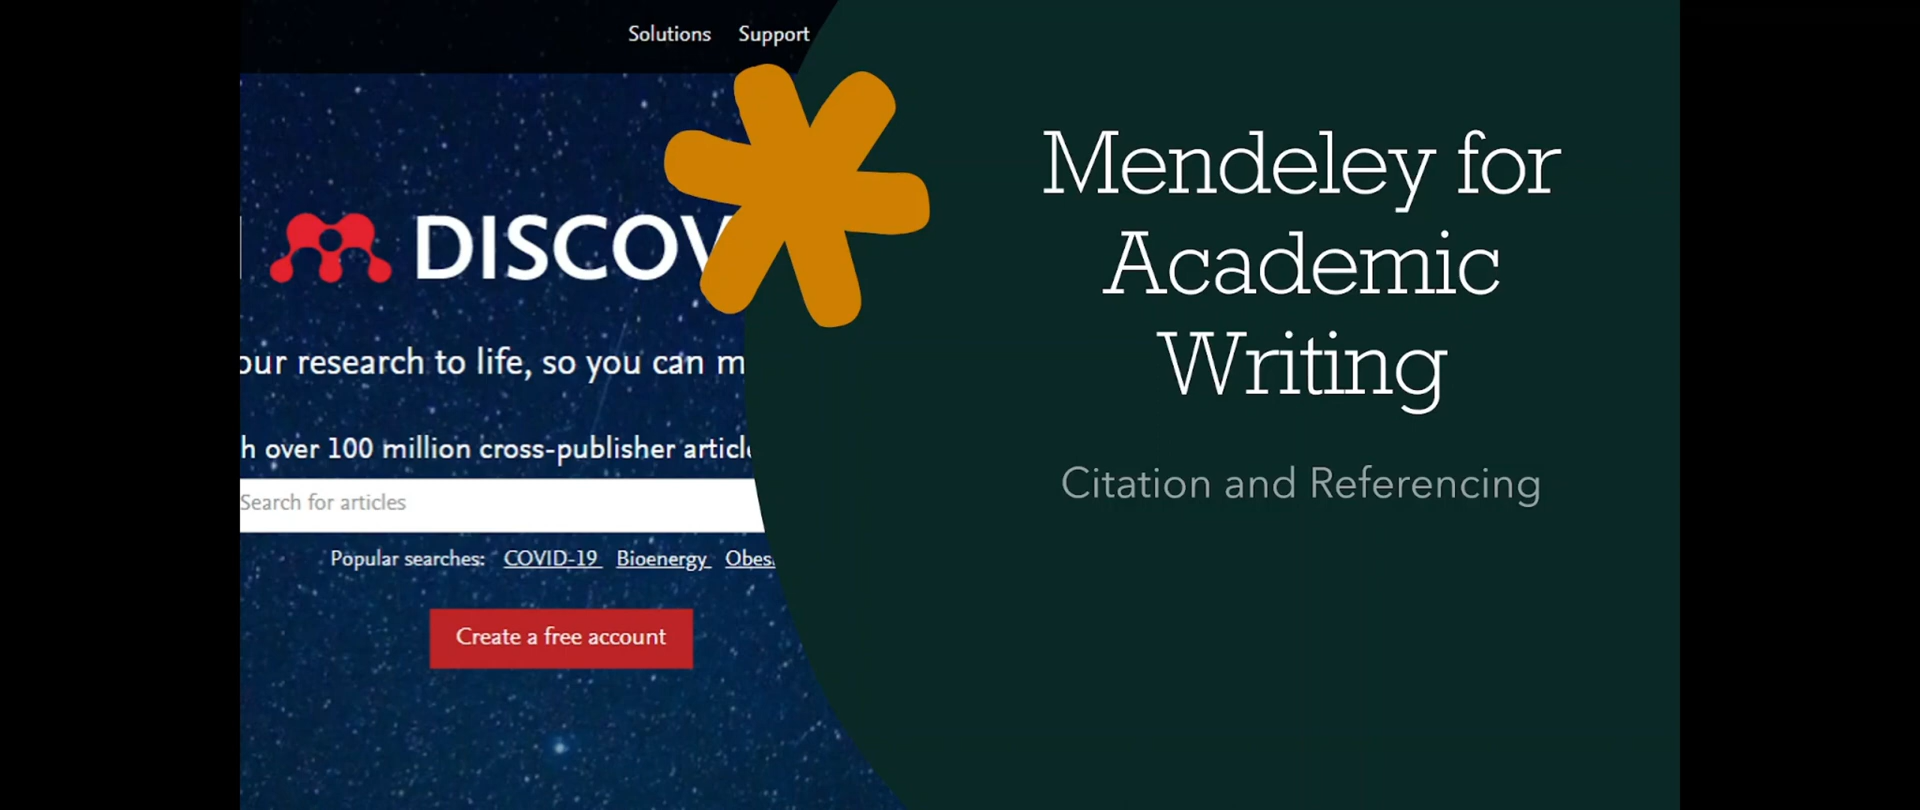 Solutions Support
DISCOV
our research to life, so you can m
h over 100 million cross-publisher article
Search for articles
Popular searches: COVID-19 Bioenergy Obes
Create a free account
Mendeley for
Academic
Writing
Citation and Referencing